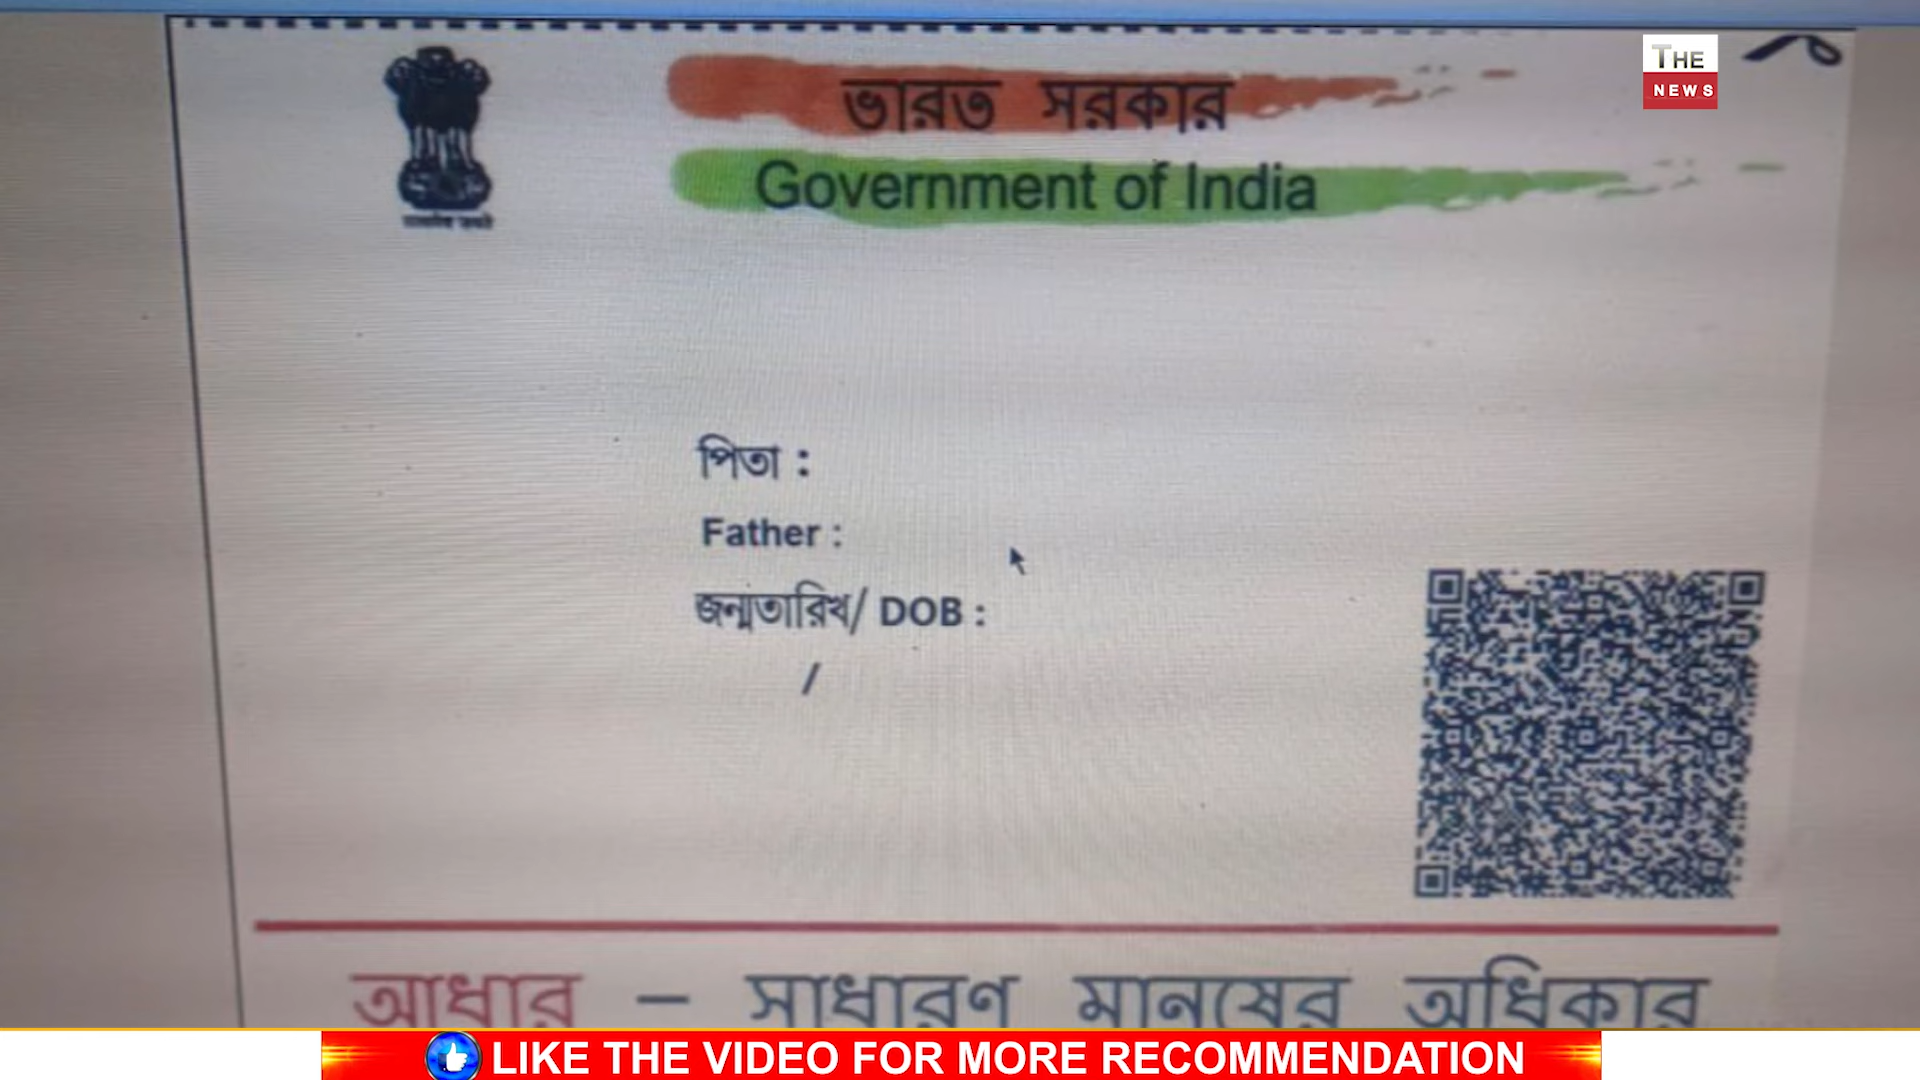 THE
NEWS
ভারত সরকার
Government of India
পিতা :
Father :
জন্মতারিখ/ DOB :
/
আধার – সাধারণ মানুষের অধিকার
LIKE THE VIDEO FOR MORE RECOMMENDATION